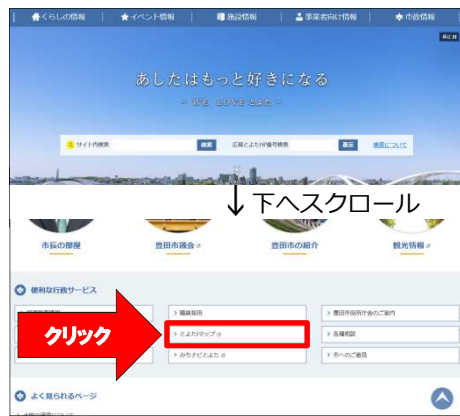 くらしの情報 イベント情報 施設情報 事業者向け情報 市政情報
停止
あしたはもっと好きになる
~ WE LOVE とよた ~
サイト内検索 検索 広報とよたHP番号検索 表示 検索について
↓下へスクロール
市長の部屋 豊田市議会 豊田市の紹介 観光情報
便利な行政サービス
> 職員採用 > 豊田市役所庁舎のご案内
クリック > とよたiマップ > 各種相談
> みちナビとよた > 市へのご意見
よく見られるページ